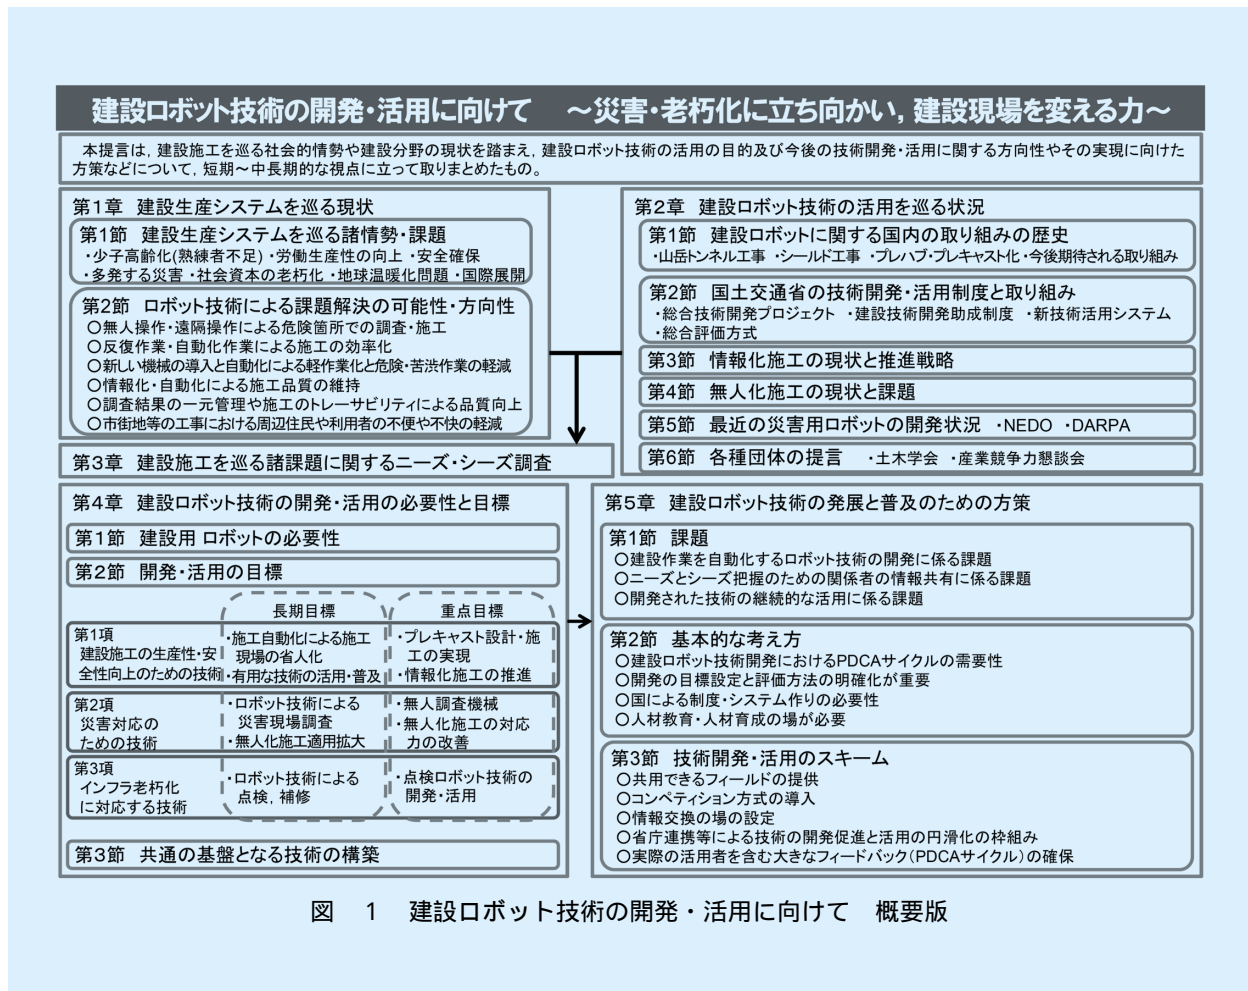 建設ロボット技術の開発・活用に向けて　～災害・老朽化に立ち向かい，建設現場を変える力～
本提言は，建設施工を巡る社会的情勢や建設分野の現状を踏まえ，建設ロボット技術の活用の目的及び今後の技術開発・活用に関する方向性やその実現に向けた
方策などについて，短期～中長期的な視点に立って取りまとめたもの。
第1章　建設生産システムを巡る現状
第1節　建設生産システムを巡る諸情勢・課題
・少子高齢化(熟練者不足) ・労働生産性の向上 ・安全確保
・多発する災害 ・社会資本の老朽化 ・地球温暖化問題 ・国際展開
第2節　ロボット技術による課題解決の可能性・方向性
○無人操作・遠隔操作による危険箇所での調査・施工
○反復作業・自動化作業による施工の効率化
○新しい機械の導入と自動化による軽作業化と危険・苦渋作業の軽減
○情報化・自動化による施工品質の維持
○調査結果の一元管理や施工のトレーサビリティによる品質向上
○市街地等の工事における周辺住民や利用者の不便や不快の軽減
第2章　建設ロボット技術の活用を巡る状況
第1節　建設ロボットに関する国内の取り組みの歴史
・山岳トンネル工事　・シールド工事　・プレハブ・プレキャスト化 ・今後期待される取り組み
第2節　国土交通省の技術開発・活用制度と取り組み
・総合技術開発プロジェクト　・建設技術開発助成制度　・新技術活用システム
・総合評価方式
第3節　情報化施工の現状と推進戦略
第4節　無人化施工の現状と課題
第5節　最近の災害用ロボットの開発状況　・NEDO　・DARPA
第6節　各種団体の提言　・土木学会　・産業競争力懇談会
第3章　建設施工を巡る諸課題に関するニーズ・シーズ調査
第4章　建設ロボット技術の開発・活用の必要性と目標
第1節　建設用 ロボットの必要性
第2節　開発・活用の目標
長期目標　重点目標
第1項
建設施工の生産性・安
全性向上のための技術
・施工自動化による施工
現場の省人化
・有用な技術の活用・普及
・プレキャスト設計・施
工の実現
・情報化施工の推進
第2項
災害対応の
ための技術
・ロボット技術による
災害現場調査
・無人化施工適用拡大
・無人調査機械
・無人化施工の対応
力の改善
第3項
インフラ老朽化
に対応する技術
・ロボット技術による
点検，補修
・点検ロボット技術の
開発・活用
第3節　共通の基盤となる技術の構築
第5章　建設ロボット技術の発展と普及のための方策
第1節　課題
○建設作業を自動化するロボット技術の開発に係る課題
○ニーズとシーズ把握のための関係者の情報共有に係る課題
○開発された技術の継続的な活用に係る課題
第2節　基本的な考え方
○建設ロボット技術開発におけるPDCAサイクルの需要性
○開発の目標設定と評価方法の明確化が重要
○国による制度・システム作りの必要性
○人材教育・人材育成の場が必要
第3節　技術開発・活用のスキーム
○共用できるフィールドの提供
○コンペティション方式の導入
○情報交換の場の設定
○省庁連携等による技術の開発促進と活用の円滑化の枠組み
○実際の活用者を含む大きなフィードバック（PDCAサイクル）の確保
図　1　建設ロボット技術の開発・活用に向けて　概要版